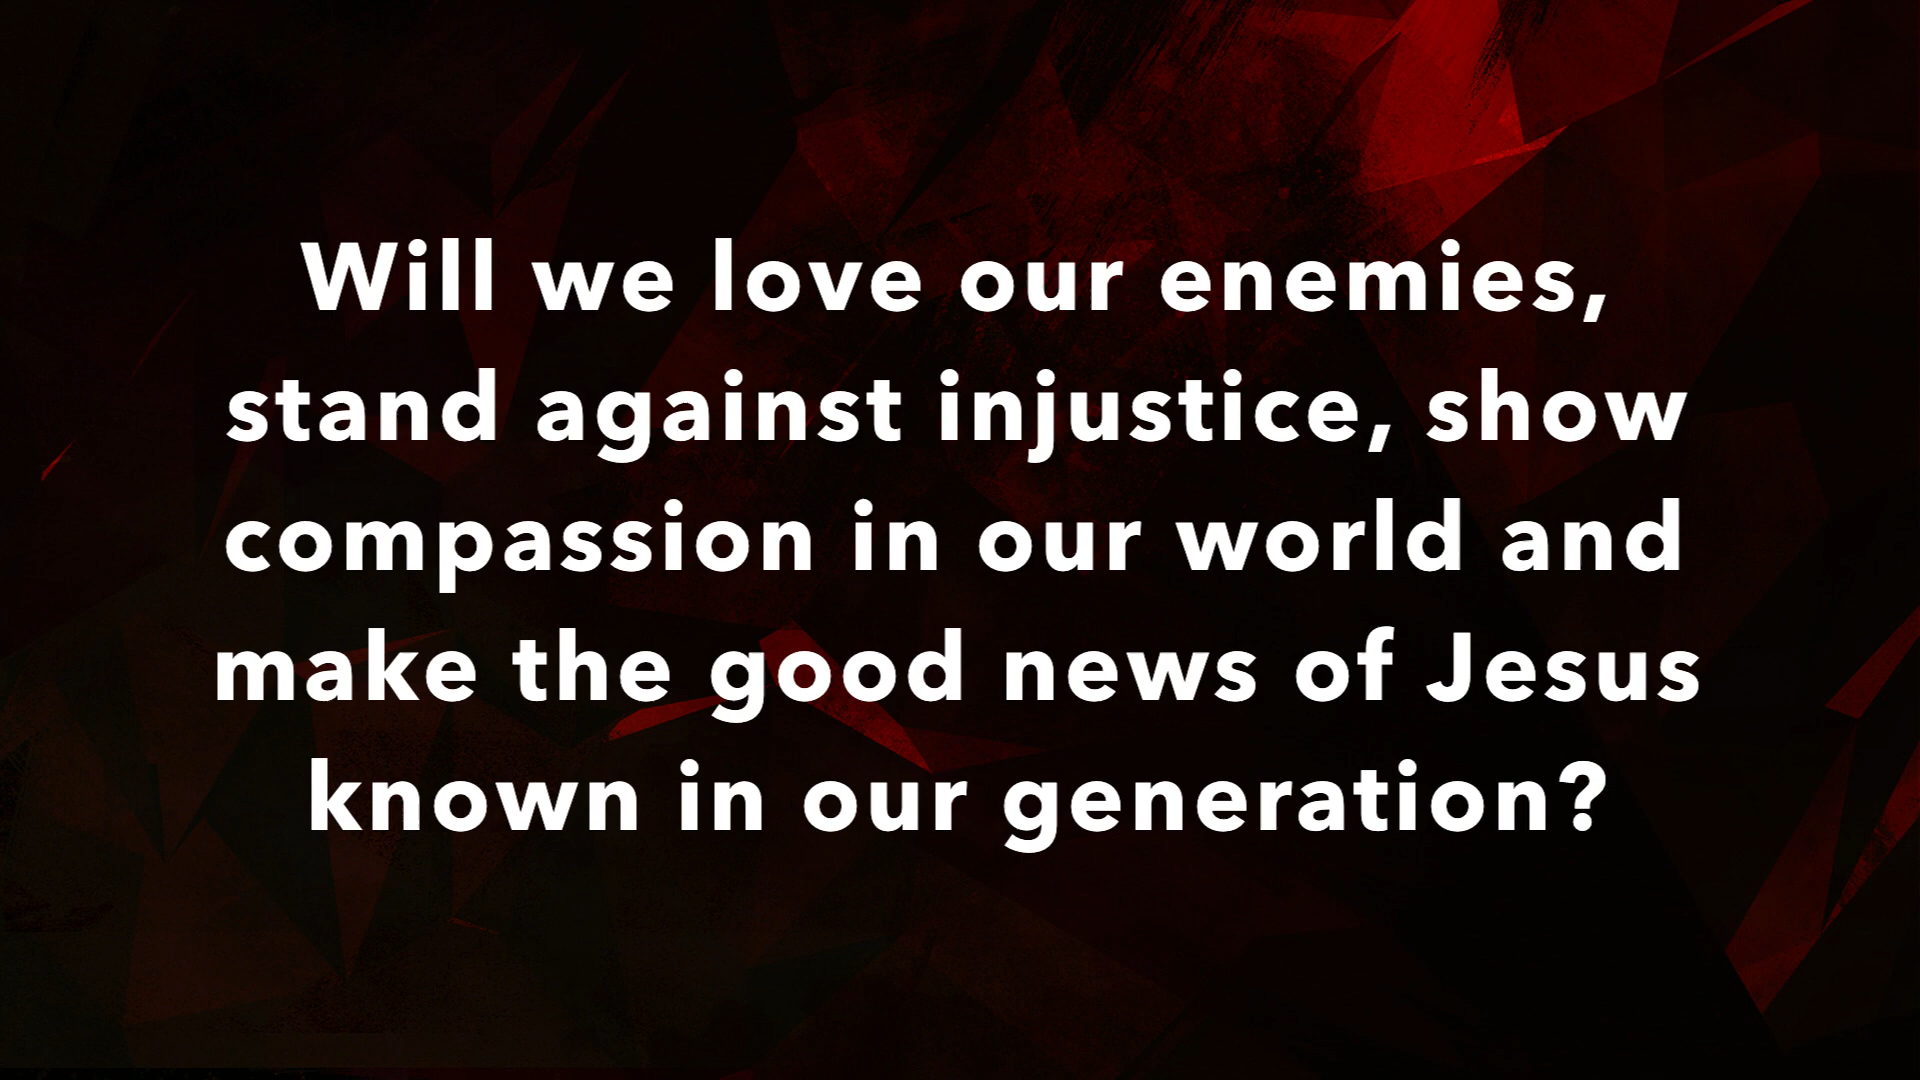 Will we love our enemies,
stand against injustice, show
compassion in our world and
make the good news of Jesus
known in our generation?